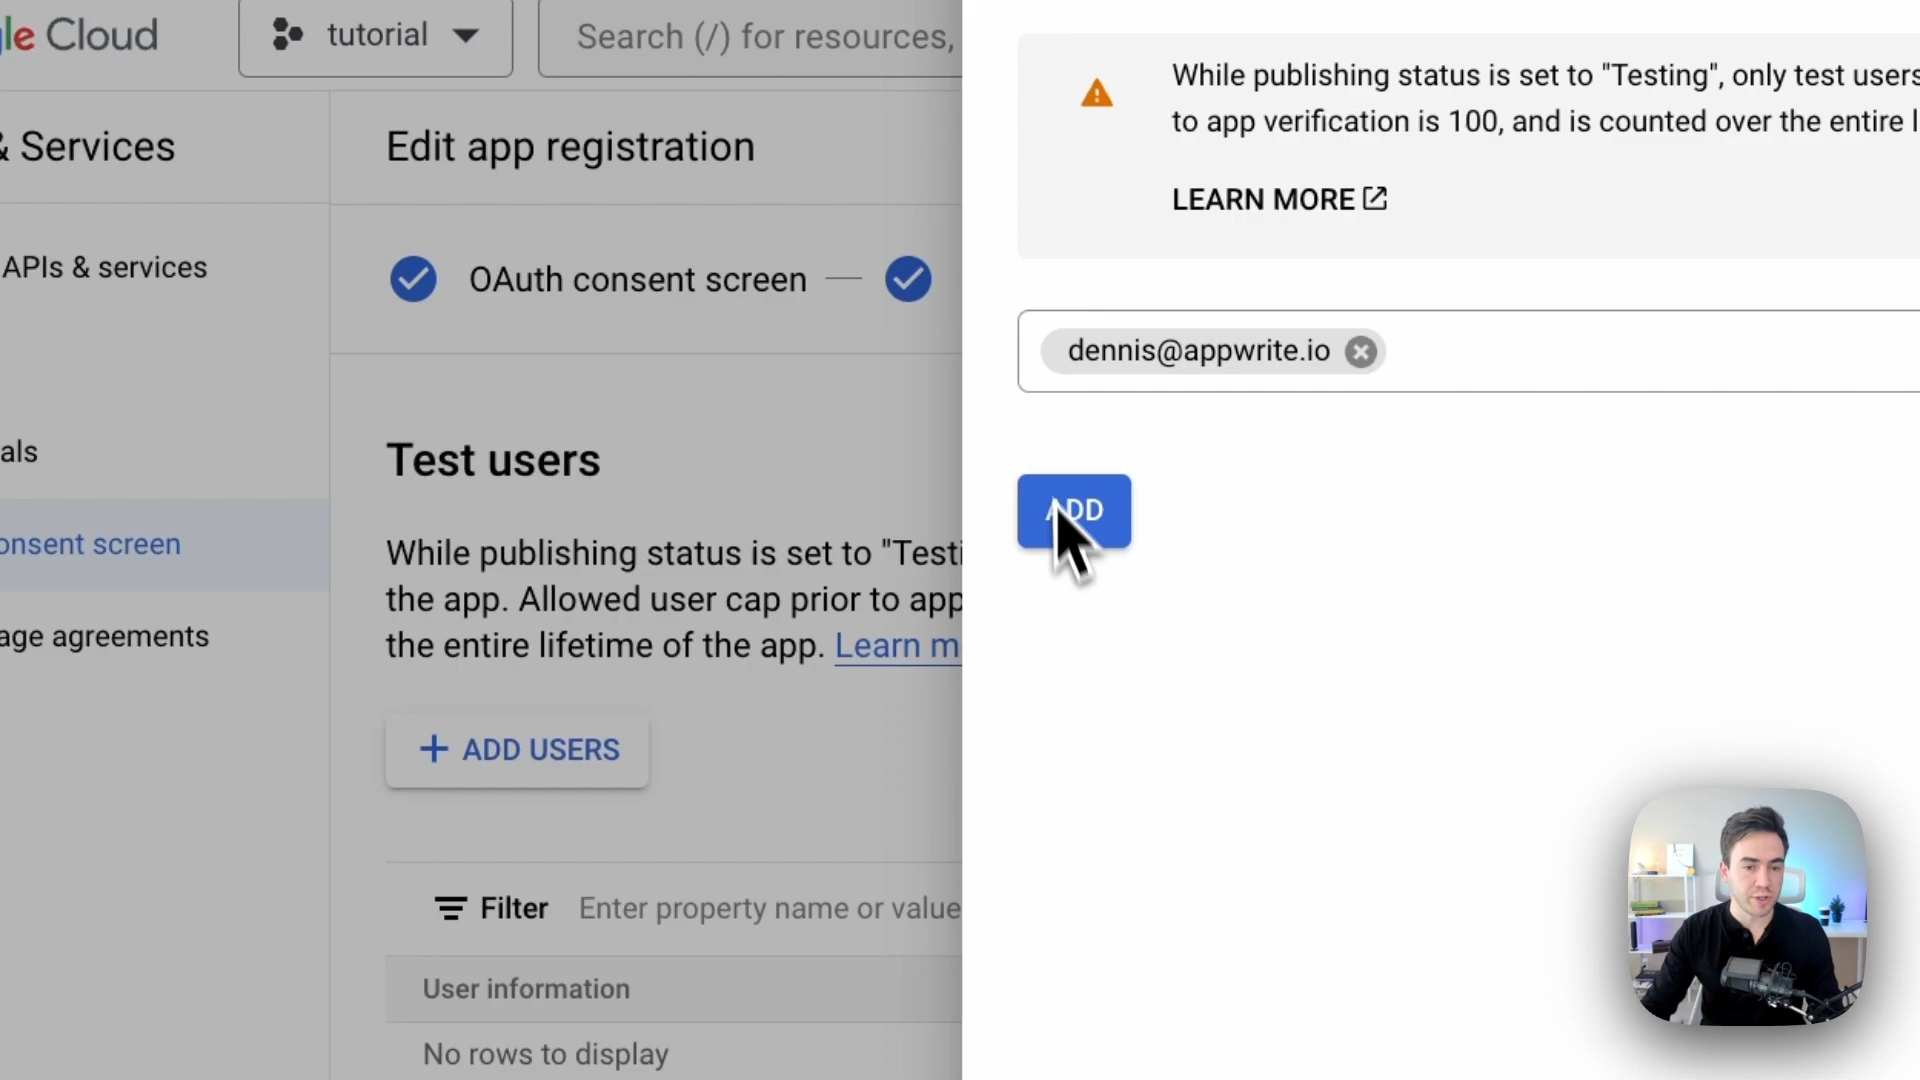 le Cloud
tutorial
Search (/) for resources,
& Services
Edit app registration
APIs & services
OAuth consent screen
als
onsent screen
age agreements
Test users
While publishing status is set to "Testi
the app. Allowed user cap prior to app
the entire lifetime of the app. Learn m
+ ADD USERS
Filter Enter property name or value
User information
No rows to display
While publishing status is set to "Testing", only test users
to app verification is 100, and is counted over the entire l
LEARN MORE
dennis@appwrite.io
ADD